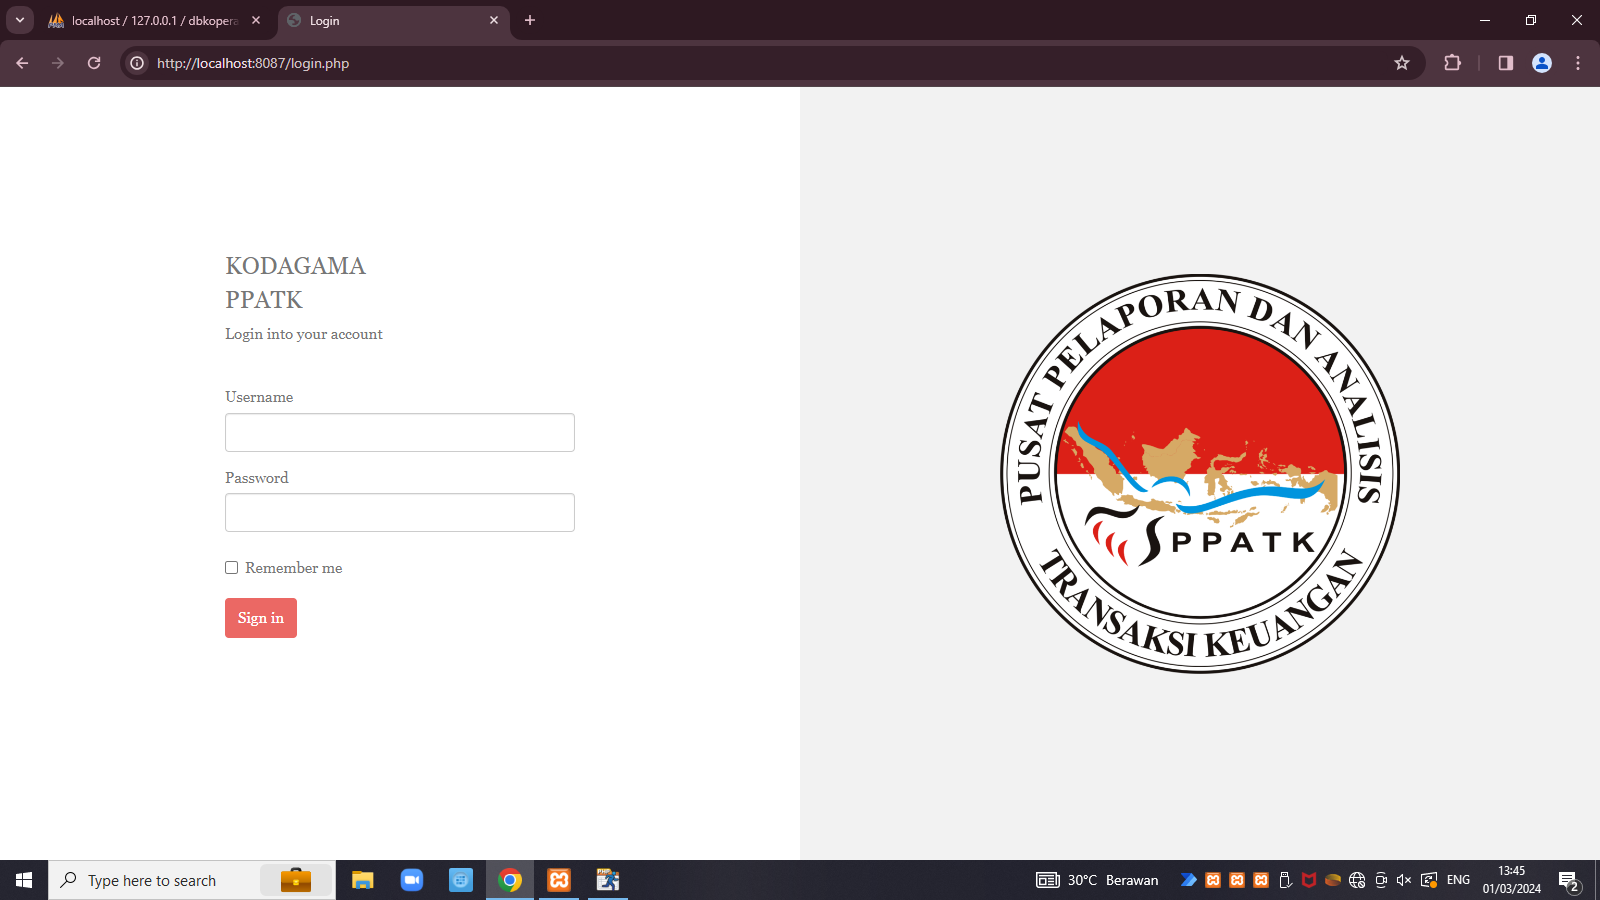 localhost / 127.0.0.1 / dbkopera
Login
http://localhost:8087/login.php
KODAGAMA
PPATK
Login into your account
Username
Password
Remember me
Sign in
PUSAT PELAPORAN DAN ANALISIS
PPATK
TRANSAKSI KEUANGAN
Type here to search
30°C Berawan
ENG
13:45
01/03/2024
2